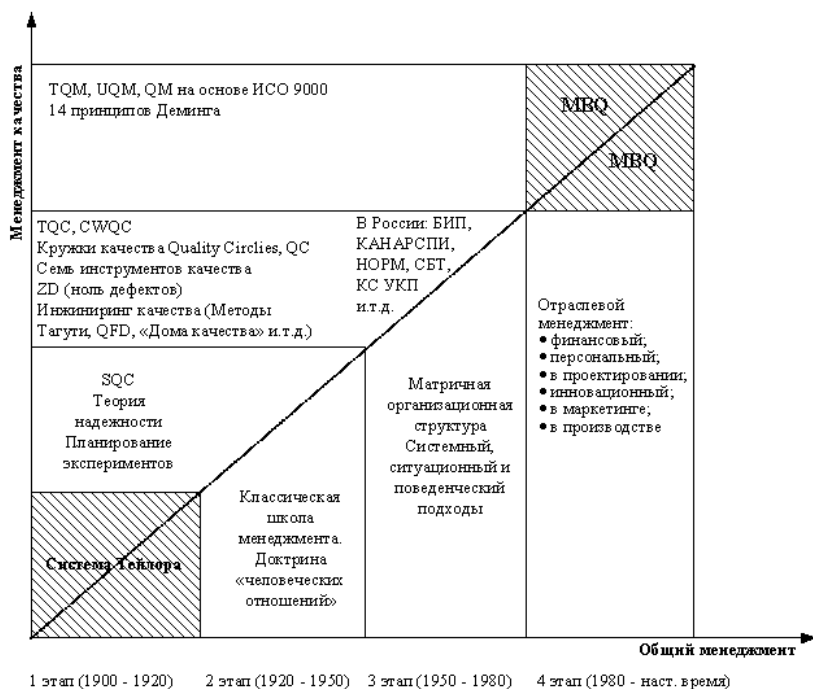 Менеджмент качества
TQM, UQM, QM на основе ИСО 9000
14 принципов Деминга
MBQ
MBQ
TQC, CWQC
Кружки качества Quality Circlies, QC
Семь инструментов качества
ZD (ноль дефектов)
Инжиниринг качества (Методы
Тагути, QFD, «Дома качества» и.т.д.)
В России: БИП,
КАНАРСПИ,
НОРМ, СБТ,
КС УКП
и.т.д.
Отраслевой
менеджмент:
• финансовый;
• персональный;
• в проектировании;
• инновационный;
• в маркетинге;
• в производстве
SQC
Теория
надежности
Планирование
экспериментов
Матричная
организационная
структура
Системный,
ситуационный и
поведенческий
подходы
Классическая
школа
менеджмента.
Доктрина
«человеческих
отношений»
Система Тейлора
Общий менеджмент
1 этап (1900 - 1920)
2 этап (1920 - 1950)
3 этап (1950 - 1980)
4 этап (1980 - наст. время)